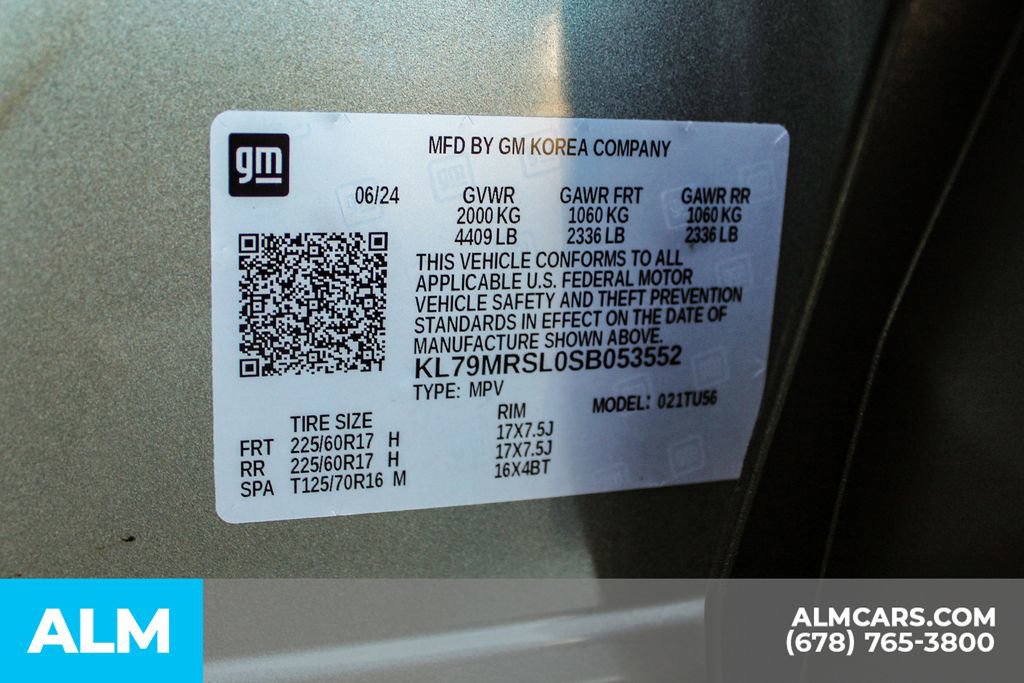 gm
MFD BY GM KOREA COMPANY
06/24 GVWR GAWR FRT GAWR RR
2000 KG 1060 KG 1060 KG
4409 LB 2336 LB 2336 LB
THIS VEHICLE CONFORMS TO ALL
APPLICABLE U.S. FEDERAL MOTOR
VEHICLE SAFETY AND THEFT PREVENTION
STANDARDS IN EFFECT ON THE DATE OF
MANUFACTURE SHOWN ABOVE.
KL79MRSL0SB053552
TYPE: MPV MODEL: 021TU56
TIRE SIZE RIM
FRT 225/60R17 H 17X7.5J
RR 225/60R17 H 17X7.5J
SPA T125/70R16 M 16X4BT
ALM
ALMCARS.COM
(678) 765-3800